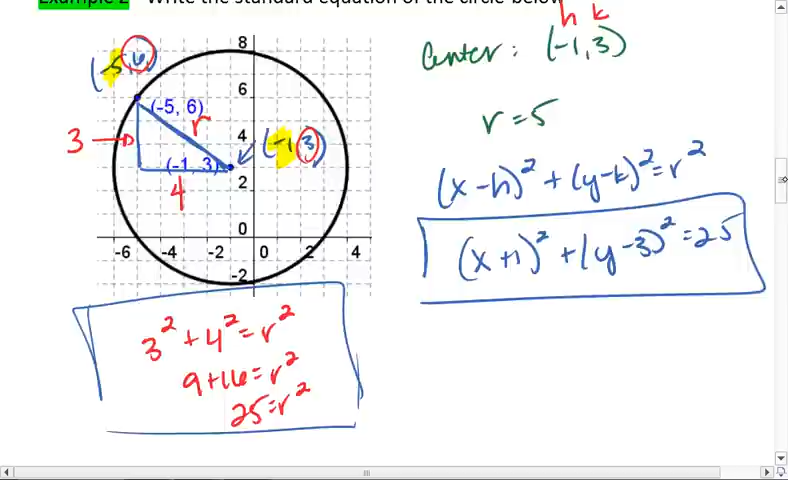 Example 2 Write the standard equation of the circle below
h k
Center: (-1, 3)
r = 5
(x-h)² + (y-k)² = r²
(x+1)² + (y-3)² = 25
(-5, 6)
8
6
(-5, 6)
r
3
4
(-1, 3)
(-1, 3)
4
2
0
-6 -4 -2 0 2 4
-2
3² + 4² = r²
9+16 = r²
25 = r²